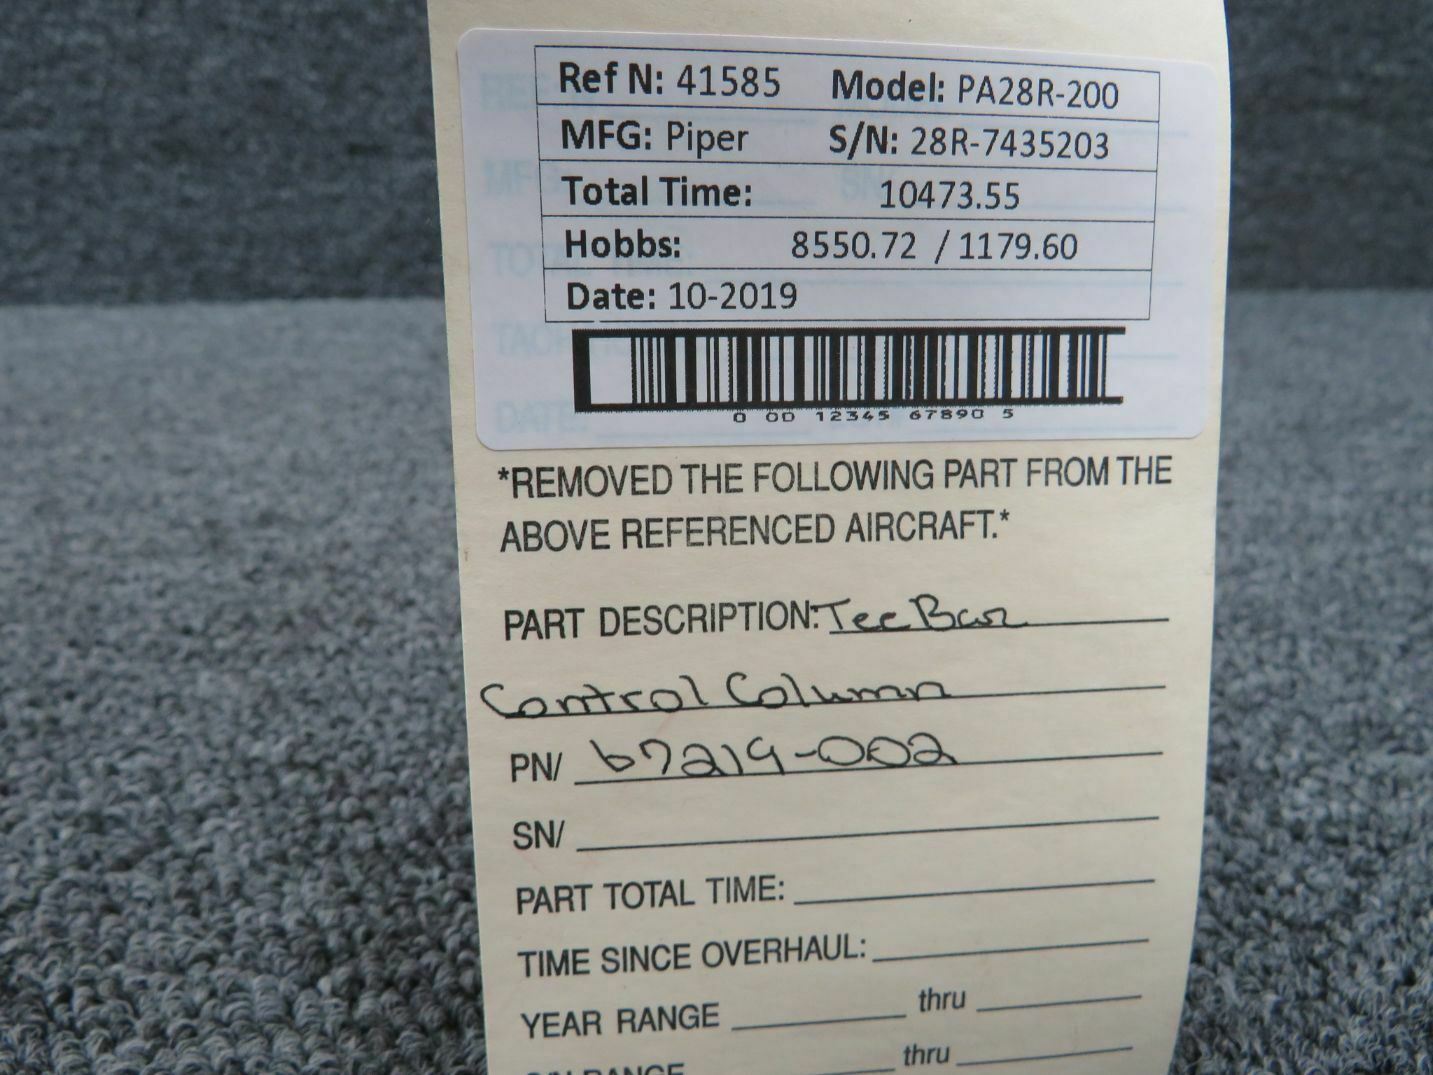 Ref N: 41585 Model: PA28R-200
MFG: Piper S/N: 28R-7435203
Total Time: 10473.55
Hobbs: 8550.72 / 1179.60
Date: 10-2019
0 00 12345 67890 5
*REMOVED THE FOLLOWING PART FROM THE
ABOVE REFERENCED AIRCRAFT.*
PART DESCRIPTION: Tee Bar
Control Column
PN/ 67219-002
SN/
PART TOTAL TIME:
TIME SINCE OVERHAUL:
YEAR RANGE thru
RANGE thru